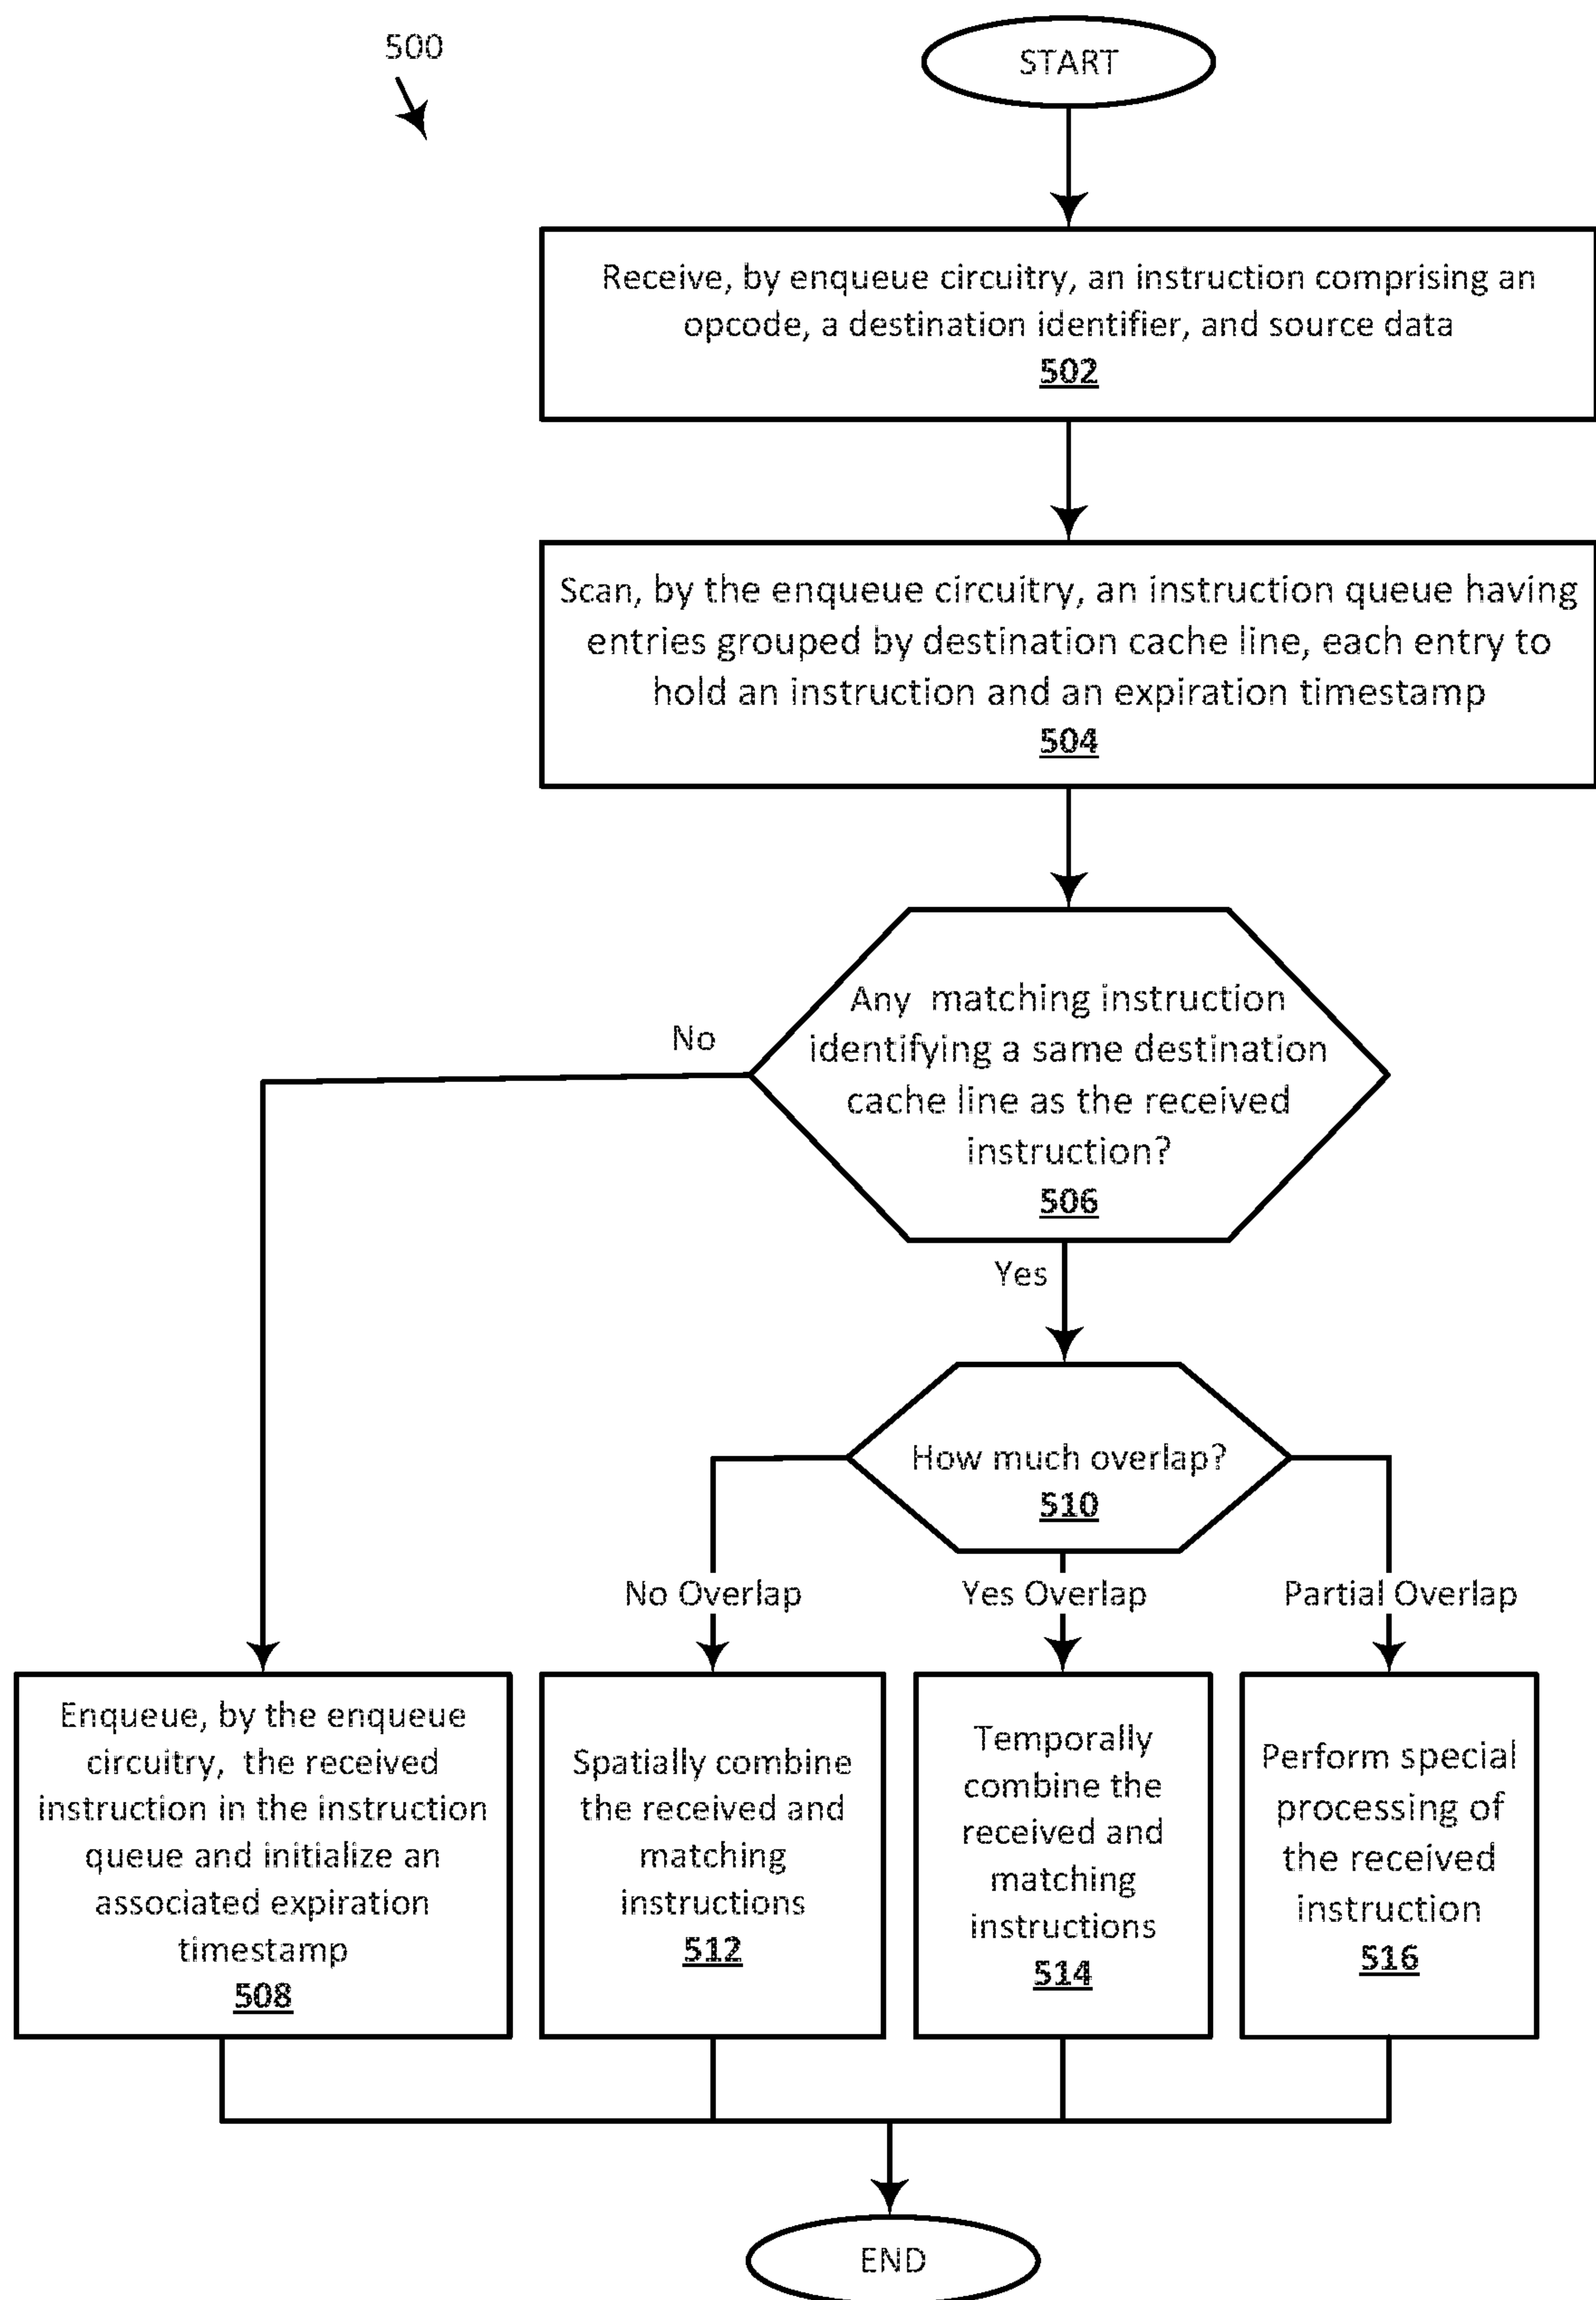 500
START
Receive, by enqueue circuitry, an instruction comprising an
opcode, a destination identifier, and source data
502
Scan, by the enqueue circuitry, an instruction queue having
entries grouped by destination cache line, each entry to
hold an instruction and an expiration timestamp
504
Any matching instruction
identifying a same destination
cache line as the received
instruction?
506
No
Yes
How much overlap?
510
No Overlap
Yes Overlap
Partial Overlap
Enqueue, by the enqueue
circuitry, the received
instruction in the instruction
queue and initialize an
associated expiration
timestamp
508
Spatially combine
the received and
matching
instructions
512
Temporally
combine the
received and
matching
instructions
514
Perform special
processing of
the received
instruction
516
END